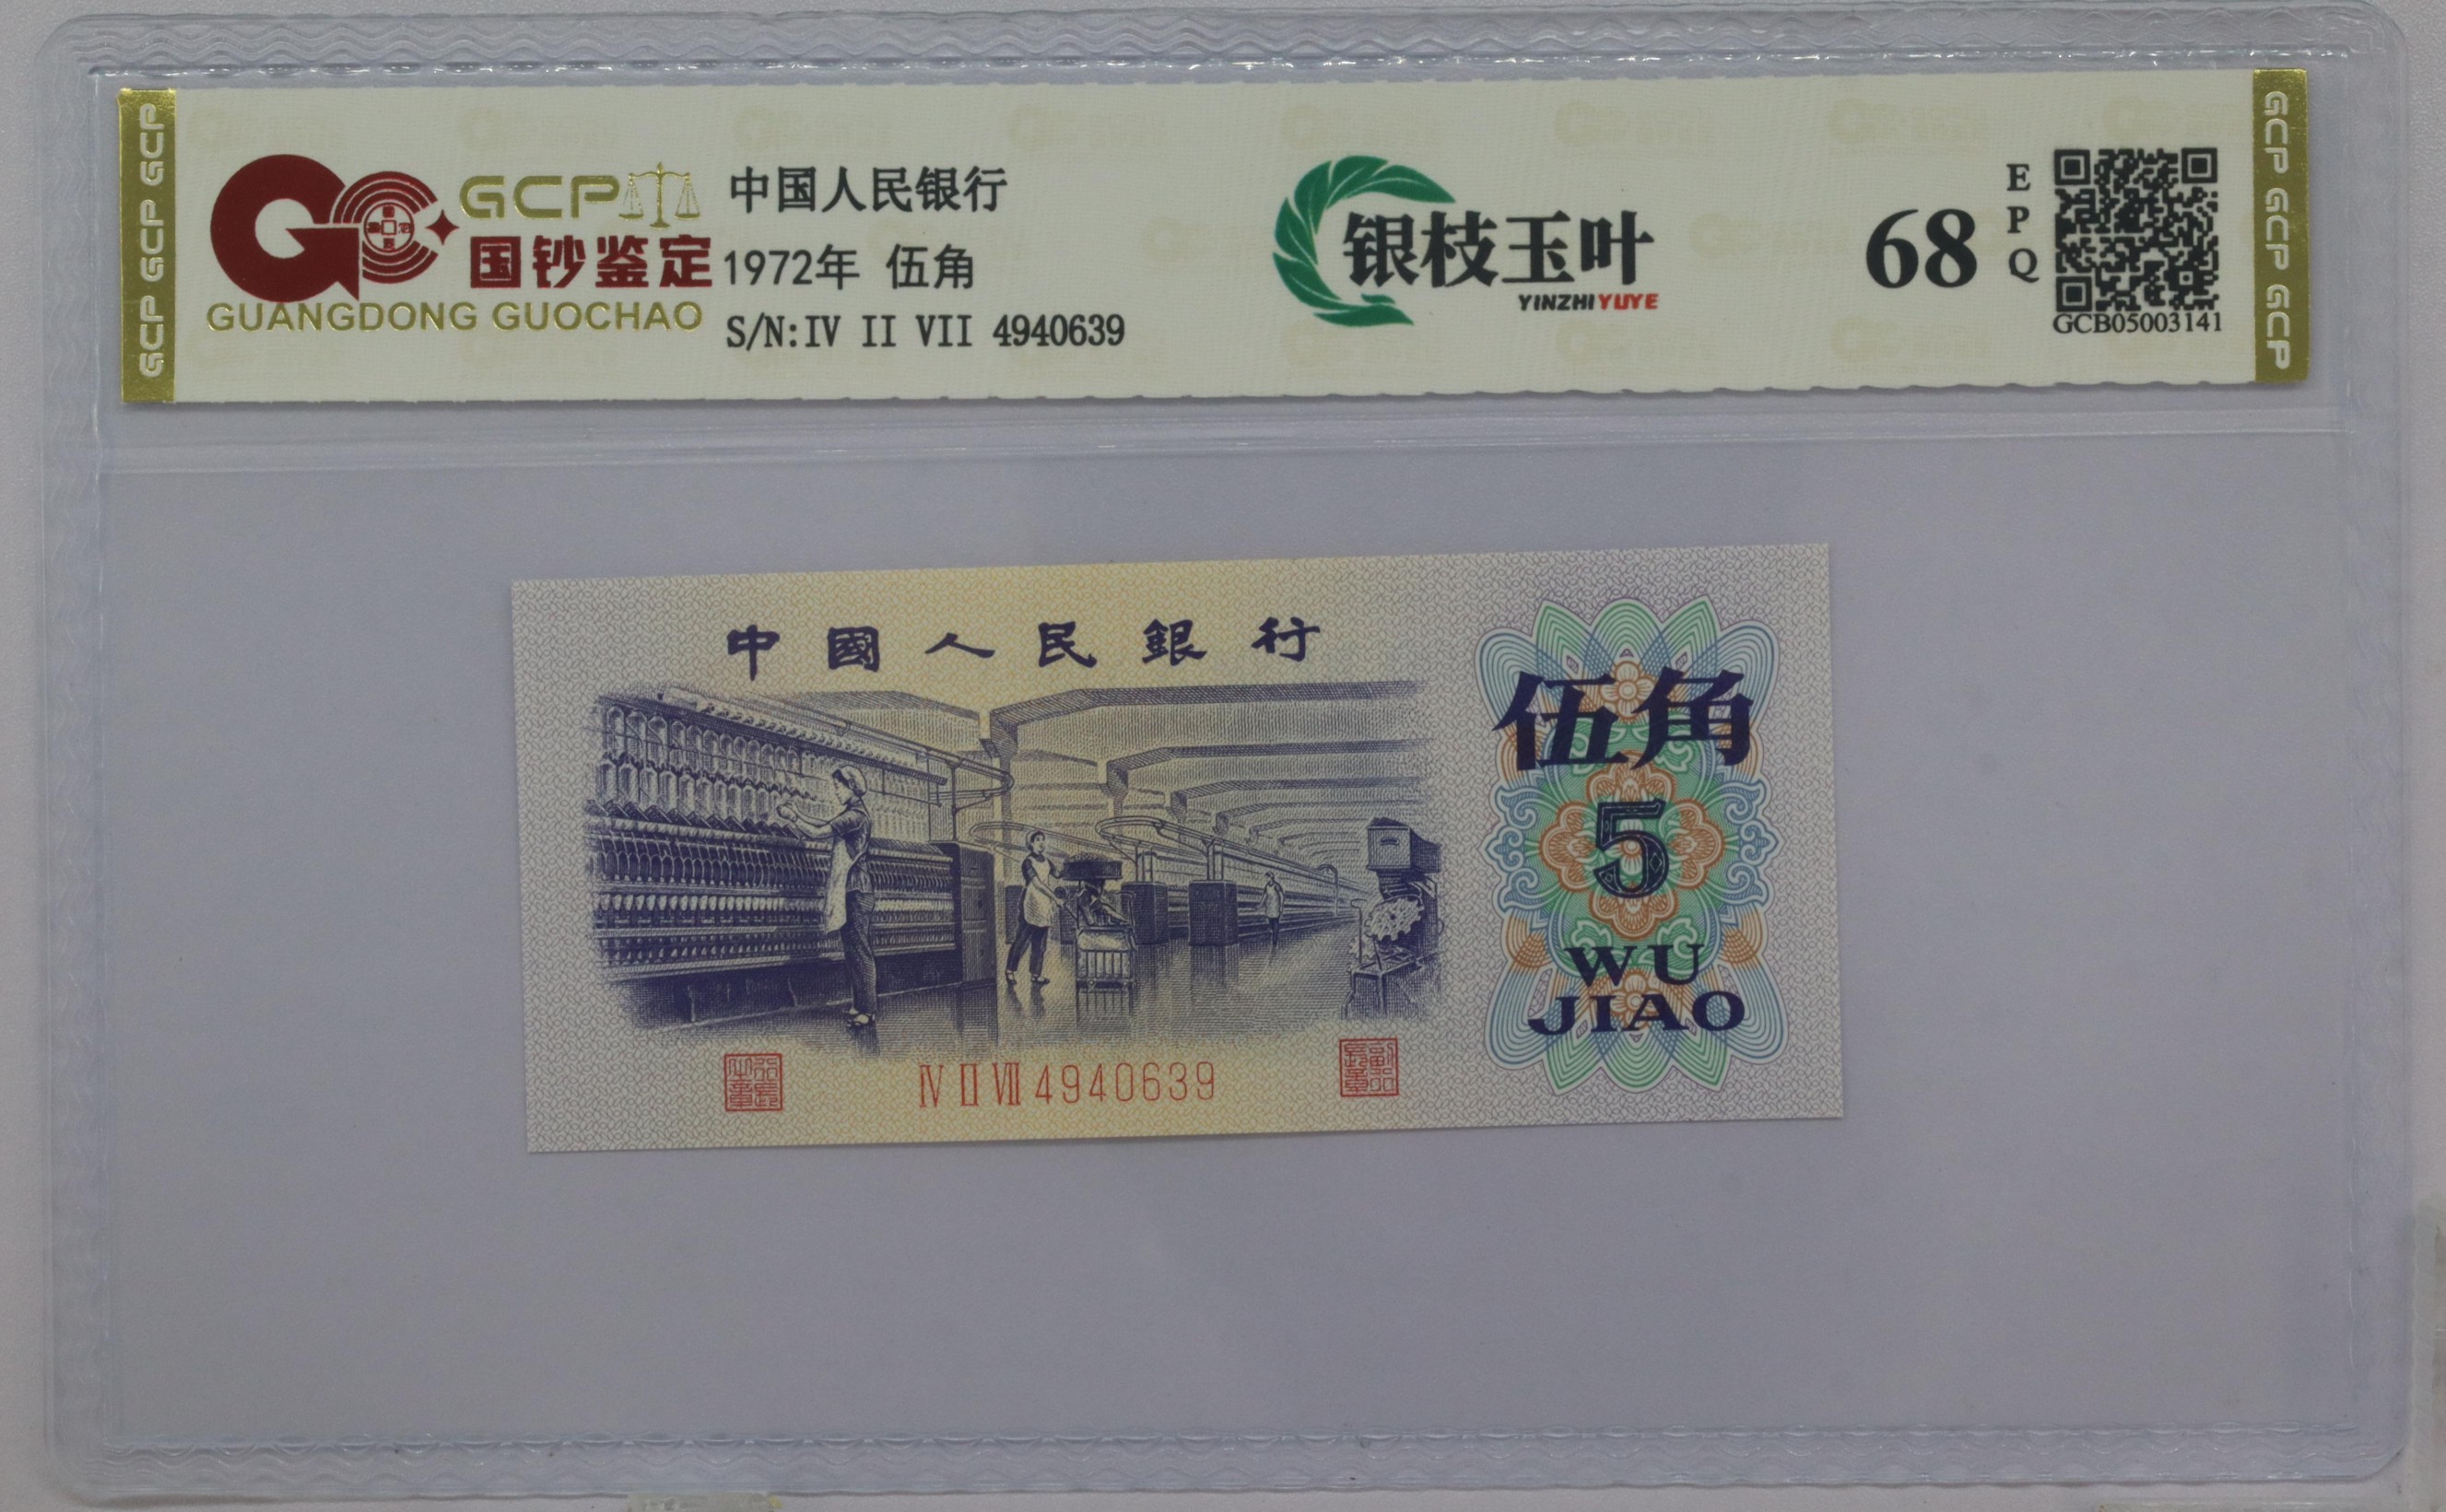 GCP GCP GCP
GCP
国钞鉴定
GUANGDONG GUOCHAO
中国人民银行
1972年 伍角
S/N:IV II VII 4940639
银枝玉叶
YINZHIYUYE
68
E
P
Q
GCB05003141
GCP GCP GCP
中國人民銀行
伍角
5
WU
JIAO
Ⅳ Ⅱ Ⅶ 4940639